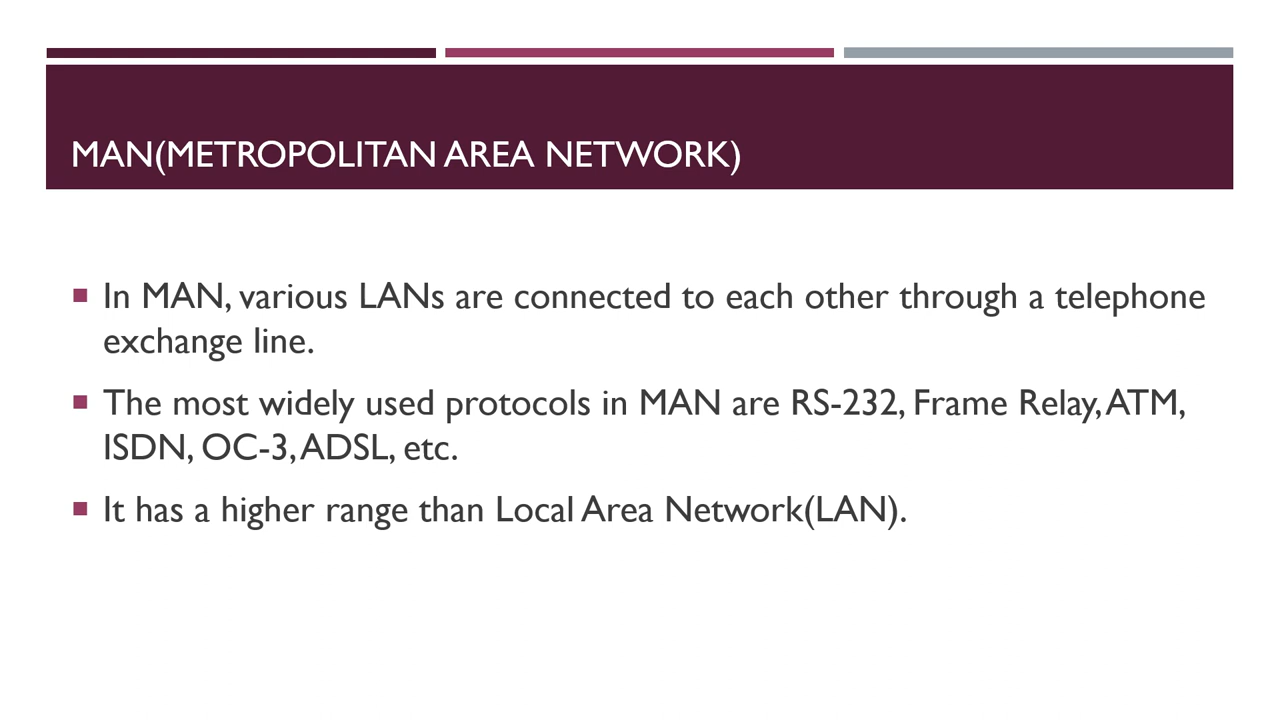 MAN(METROPOLITAN AREA NETWORK)
In MAN, various LANs are connected to each other through a telephone
exchange line.
The most widely used protocols in MAN are RS-232, Frame Relay, ATM,
ISDN, OC-3, ADSL, etc.
It has a higher range than Local Area Network(LAN).